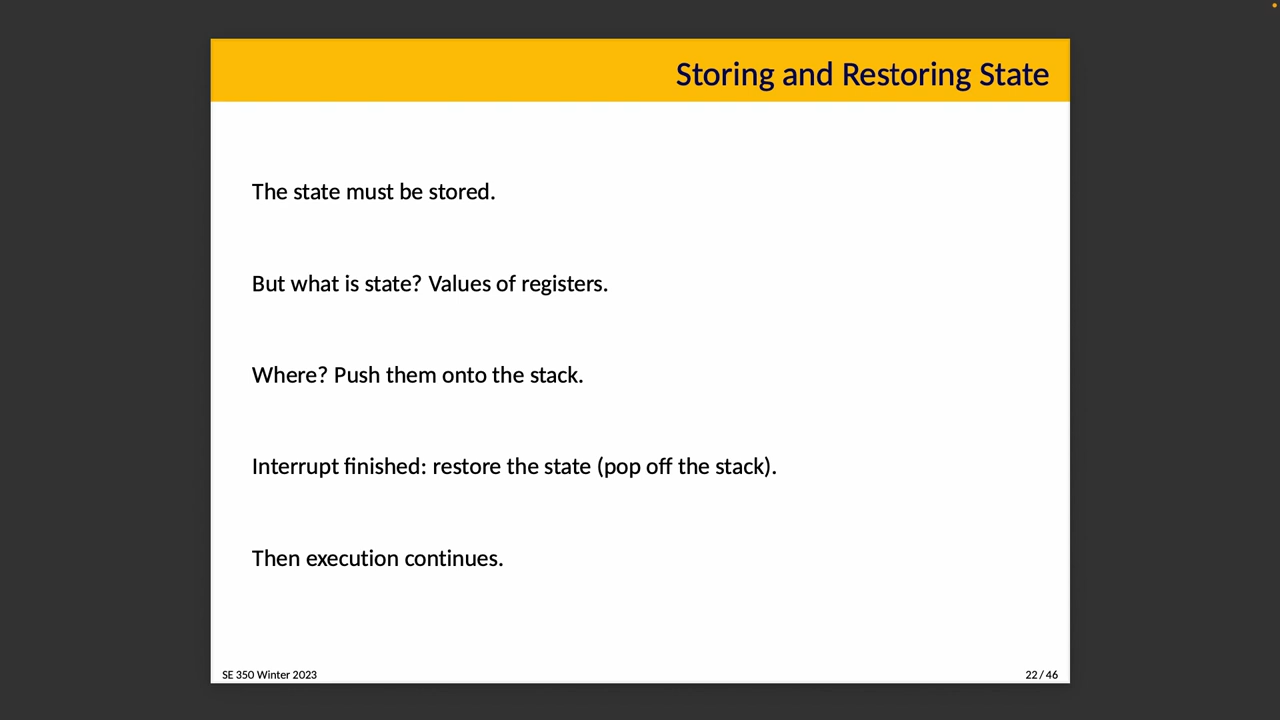 Storing and Restoring State
The state must be stored.
But what is state? Values of registers.
Where? Push them onto the stack.
Interrupt finished: restore the state (pop off the stack).
Then execution continues.
SE 350 Winter 2023
22 / 46